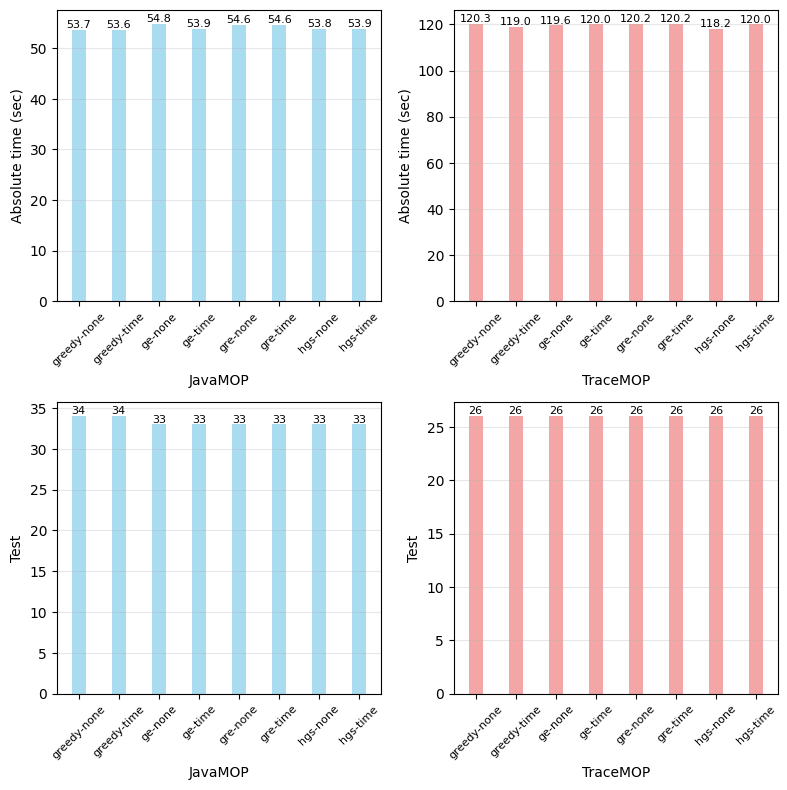 53.7 53.6 54.8 53.9 54.6 54.6 53.8 53.9
50
40
30
20
10
0
Absolute time (sec)
greedy-none greedy-time ge-none ge-time gre-none gre-time hgs-none hgs-time
JavaMOP
120.3 119.0 119.6 120.0 120.2 120.2 118.2 120.0
120
100
80
60
40
20
0
Absolute time (sec)
greedy-none greedy-time ge-none ge-time gre-none gre-time hgs-none hgs-time
TraceMOP
34 34 33 33 33 33 33 33
35
30
25
20
15
10
5
0
Test
greedy-none greedy-time ge-none ge-time gre-none gre-time hgs-none hgs-time
JavaMOP
26 26 26 26 26 26 26 26
25
20
15
10
5
0
Test
greedy-none greedy-time ge-none ge-time gre-none gre-time hgs-none hgs-time
TraceMOP